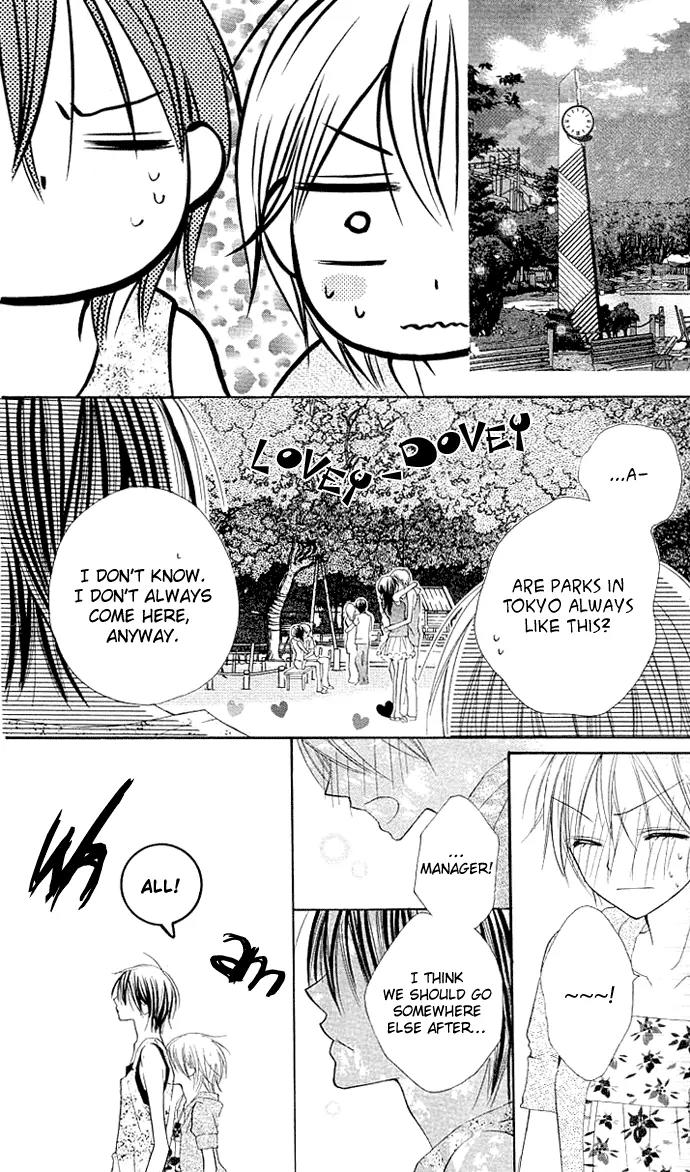 LOVEY-DOVEY
...A-
ARE PARKS IN
TOKYO ALWAYS
LIKE THIS?
I DON'T KNOW.
I DON'T ALWAYS
COME HERE,
ANYWAY.
~~~!
...
MANAGER!
I THINK
WE SHOULD GO
SOMEWHERE
ELSE AFTER...
Wh
ALL!
am